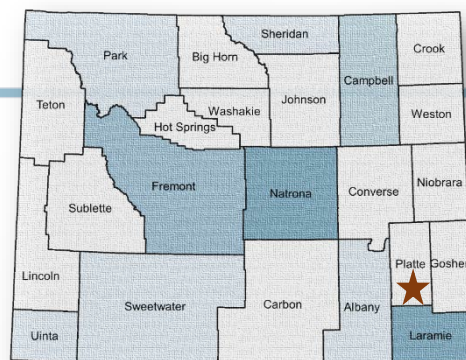 Sheridan
Park
Big Horn
Crook
Campbell
Teton
Johnson
Washakie
Weston
Hot Springs
Fremont
Natrona
Converse
Niobrara
Sublette
Platte
Goshen
Lincoln
Sweetwater
Carbon
Albany
Uinta
Laramie